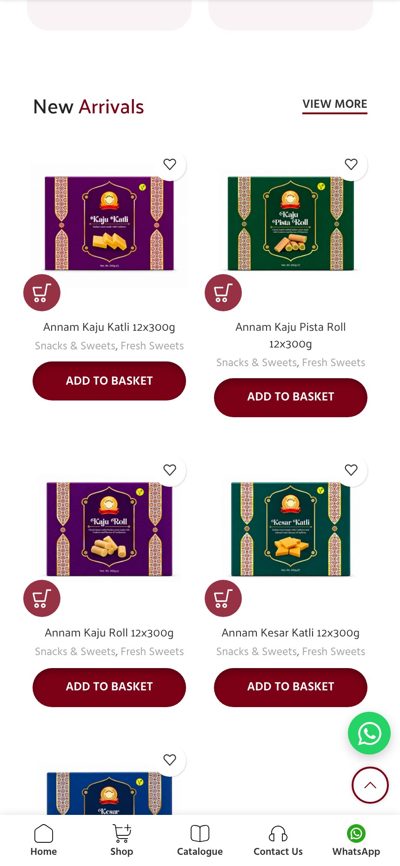 New Arrivals
VIEW MORE
Kaju Katli
Kaju
Pista Roll
Annam Kaju Katli 12x300g
Snacks & Sweets, Fresh Sweets
ADD TO BASKET
Annam Kaju Pista Roll
12x300g
Snacks & Sweets, Fresh Sweets
ADD TO BASKET
Kaju Roll
Kesar Katli
Annam Kaju Roll 12x300g
Snacks & Sweets, Fresh Sweets
ADD TO BASKET
Annam Kesar Katli 12x300g
Snacks & Sweets, Fresh Sweets
ADD TO BASKET
Kesar
Home
Shop
Catalogue
Contact Us
WhatsApp